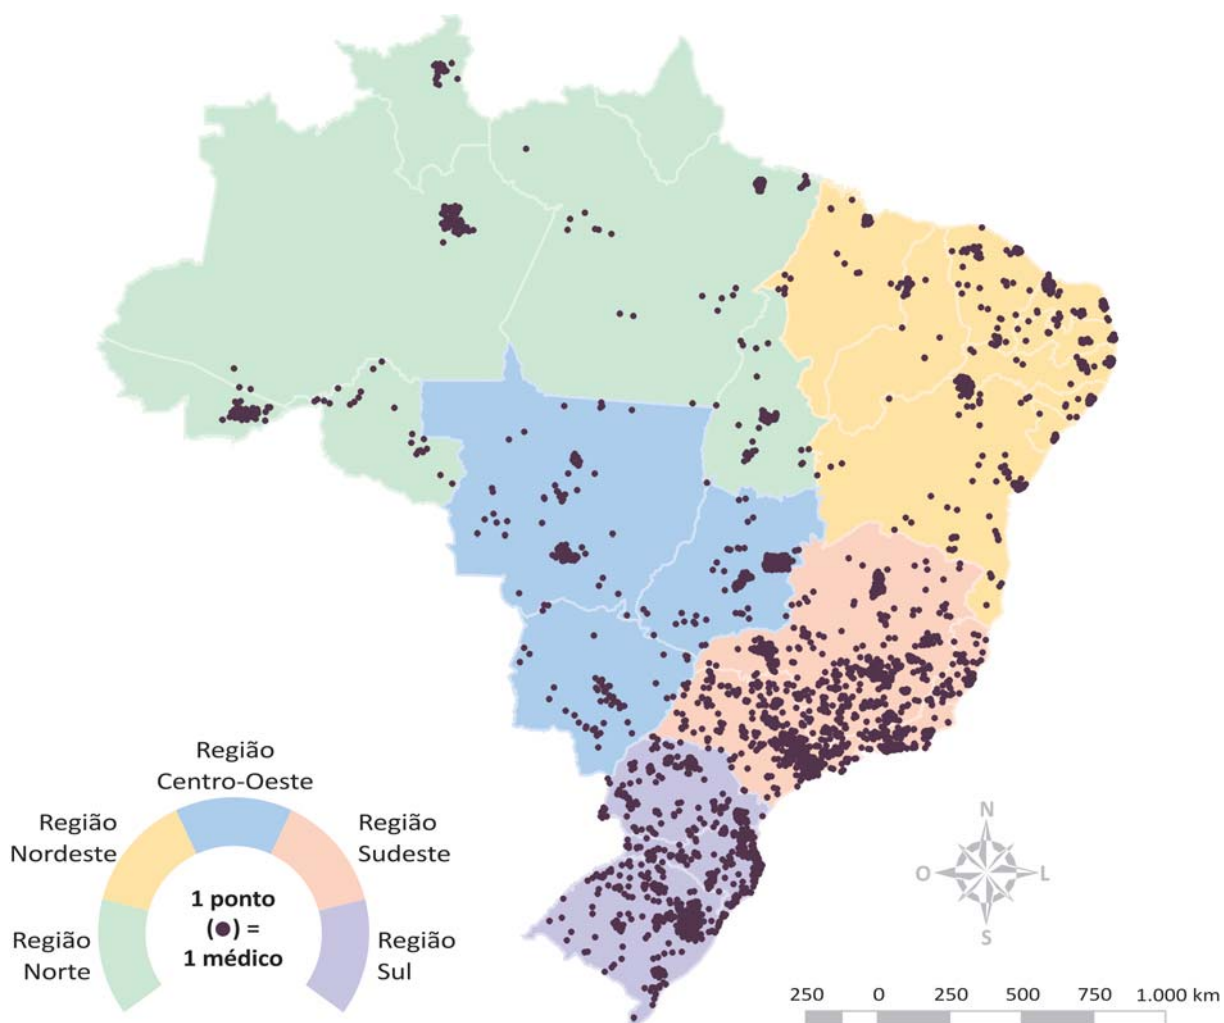 Região
Centro-Oeste
Região
Nordeste
Região
Sudeste
1 ponto
(●) =
1 médico
Região
Norte
Região
Sul
N
O
L
S
250 0 250 500 750 1.000 km